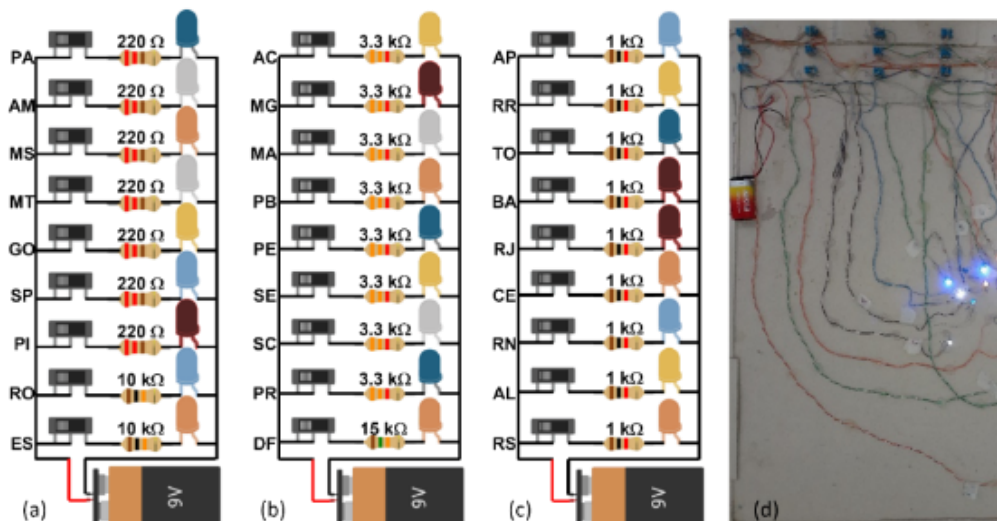 PA 220 Ω
AM 220 Ω
MS 220 Ω
MT 220 Ω
GO 220 Ω
SP 220 Ω
PI 220 Ω
RO 10 kΩ
ES 10 kΩ
9V
(a)
AC 3.3 kΩ
MG 3.3 kΩ
MA 3.3 kΩ
PB 3.3 kΩ
PE 3.3 kΩ
SE 3.3 kΩ
SC 3.3 kΩ
PR 3.3 kΩ
DF 15 kΩ
9V
(b)
AP 1 kΩ
RR 1 kΩ
TO 1 kΩ
BA 1 kΩ
RJ 1 kΩ
CE 1 kΩ
RN 1 kΩ
AL 1 kΩ
RS 1 kΩ
9V
(c)
(d)